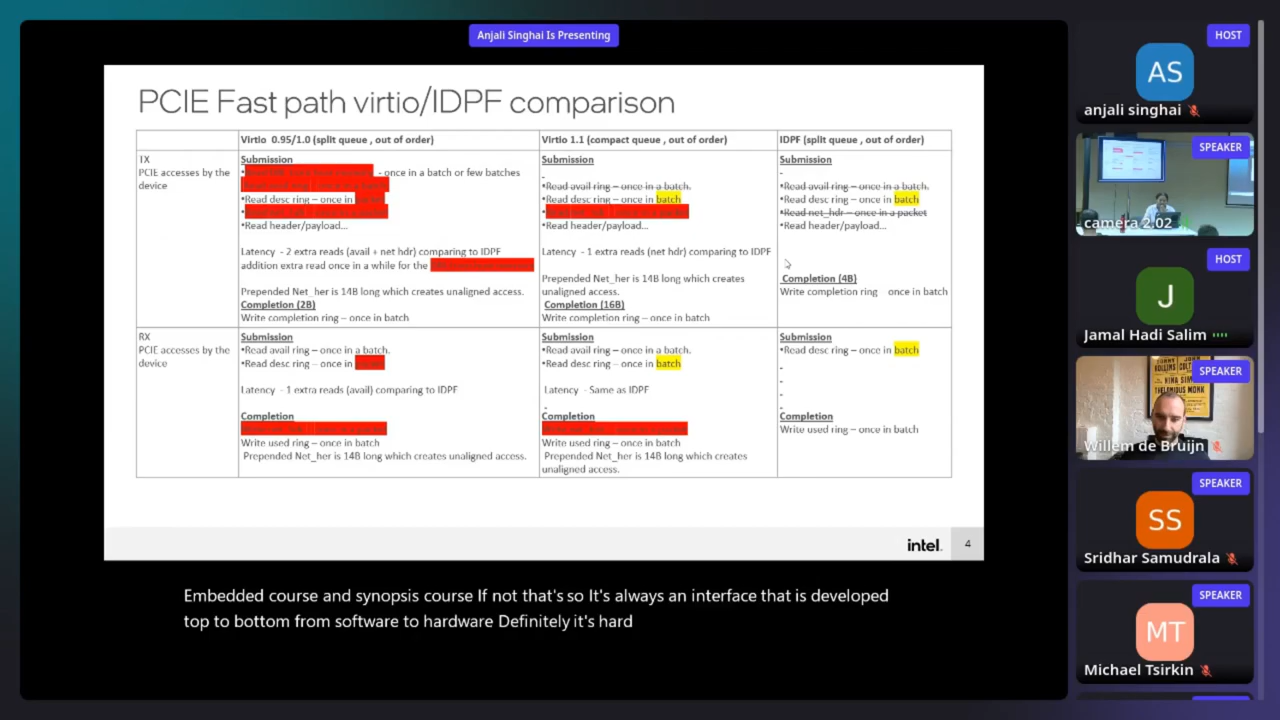 Anjali Singhai Is Presenting
PCIE Fast path virtio/IDPF comparison
Virtio 0.95/1.0 (split queue , out of order)
Virtio 1.1 (compact queue , out of order)
IDPF (split queue , out of order)
TX
PCIE accesses by the
device
Submission
- once in a batch or few batches
•Read desc ring – once in
•Read header/payload...
Latency - 2 extra reads (avail + net hdr) comparing to IDPF
addition extra read once in a while for the
Prepended Net_her is 14B long which creates unaligned access.
Completion (2B)
Write completion ring – once in batch
Submission
-
•Read avail ring – once in a batch.
•Read desc ring – once in batch
•Read header/payload...
Latency - 1 extra reads (net hdr) comparing to IDPF
Prepended Net_her is 14B long which creates
unaligned access.
Completion (16B)
Write completion ring – once in batch
Submission
-
•Read avail ring – once in a batch.
•Read desc ring – once in batch
•Read net_hdr – once in a packet
•Read header/payload...
Completion (4B)
Write completion ring once in batch
RX
PCIE accesses by the
device
Submission
•Read avail ring – once in a batch.
•Read desc ring – once in
Latency - 1 extra reads (avail) comparing to IDPF
Completion
Write used ring – once in batch
Prepended Net_her is 14B long which creates unaligned access.
Submission
•Read avail ring – once in a batch.
•Read desc ring – once in batch
Latency - Same as IDPF
-
Completion
Write used ring – once in batch
Prepended Net_her is 14B long which creates
unaligned access.
Submission
•Read desc ring – once in batch
-
-
-
-
Completion
Write used ring – once in batch
intel.
4
Embedded course and synopsis course If not that's so It's always an interface that is developed
top to bottom from software to hardware Definitely it's hard
HOST
AS
anjali singhai
SPEAKER
camera 2.02
HOST
J
Jamal Hadi Salim
SPEAKER
Willem de Bruijn
SPEAKER
SS
Sridhar Samudrala
SPEAKER
MT
Michael Tsirkin